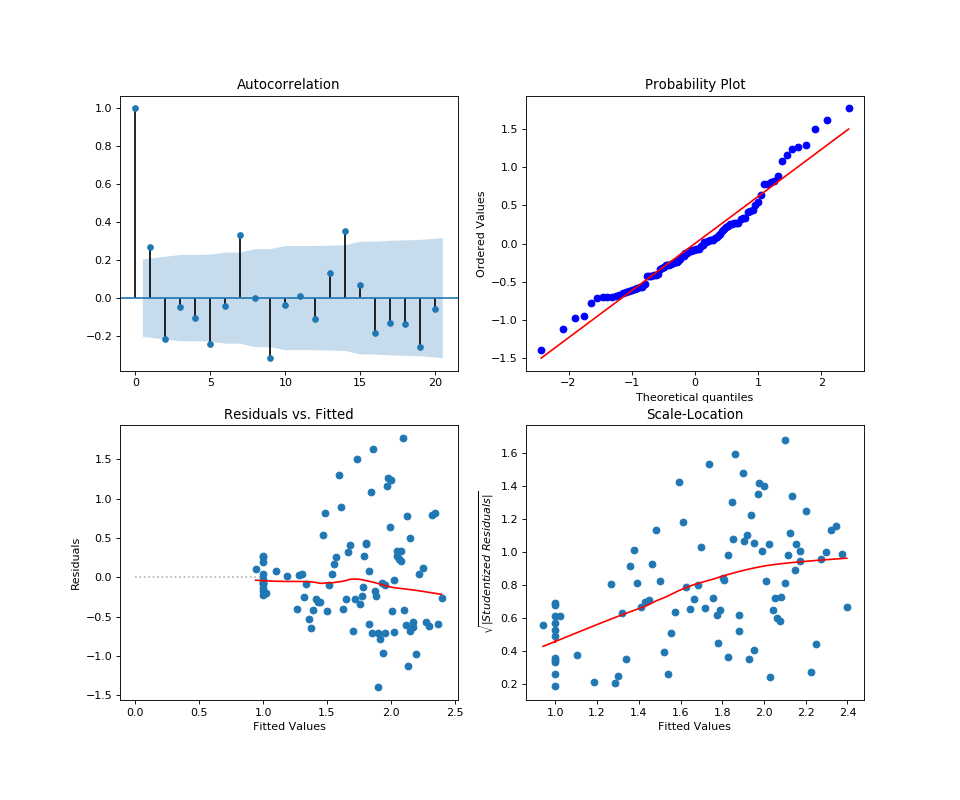 Autocorrelation
1.0
0.8
0.6
0.4
0.2
0.0
−0.2
0 5 10 15 20
Probability Plot
Ordered Values
1.5
1.0
0.5
0.0
−0.5
−1.0
−1.5
−2 −1 0 1 2
Theoretical quantiles
Residuals vs. Fitted
Residuals
1.5
1.0
0.5
0.0
−0.5
−1.0
−1.5
0.0 0.5 1.0 1.5 2.0 2.5
Fitted Values
Scale-Location
√|Studentized Residuals|
1.6
1.4
1.2
1.0
0.8
0.6
0.4
0.2
1.0 1.2 1.4 1.6 1.8 2.0 2.2 2.4
Fitted Values